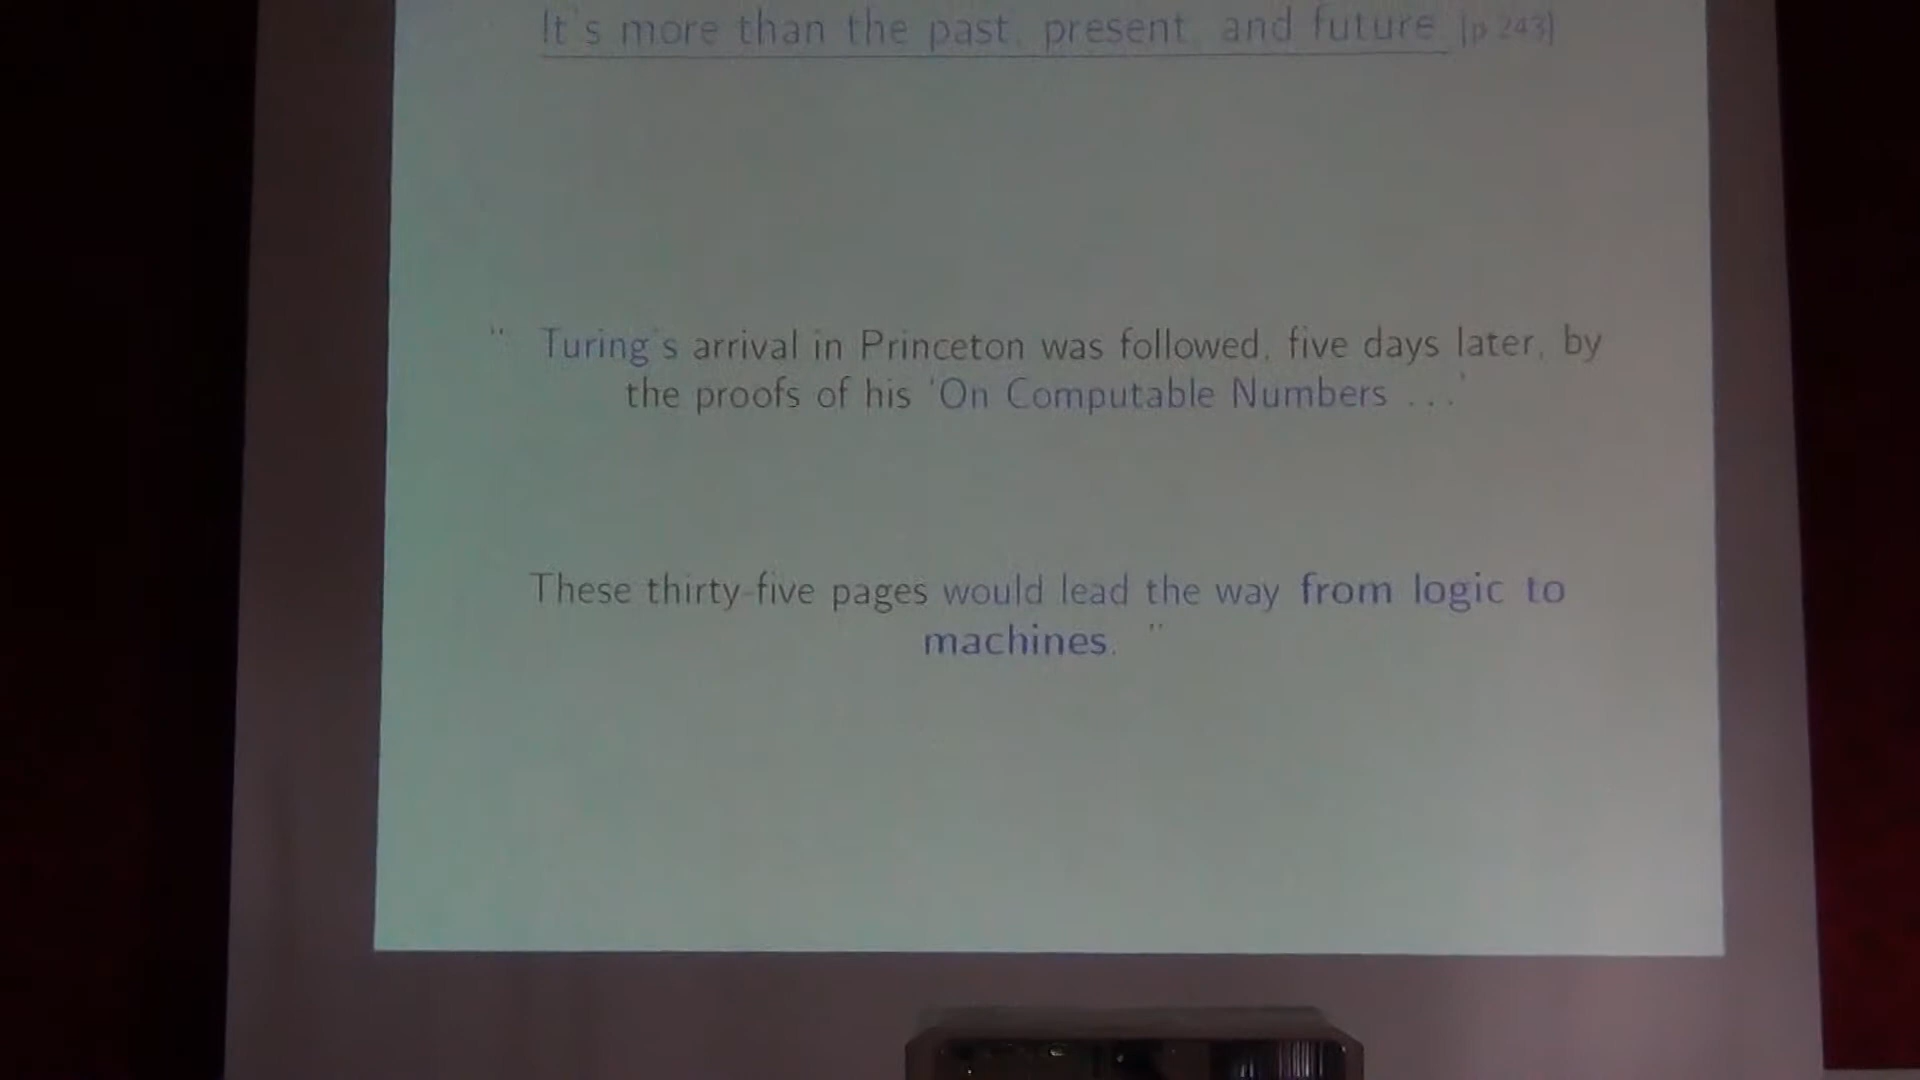 It's more than the past, present, and future [p 243]
" Turing's arrival in Princeton was followed, five days later, by
the proofs of his 'On Computable Numbers ...'
These thirty-five pages would lead the way from logic to
machines. "